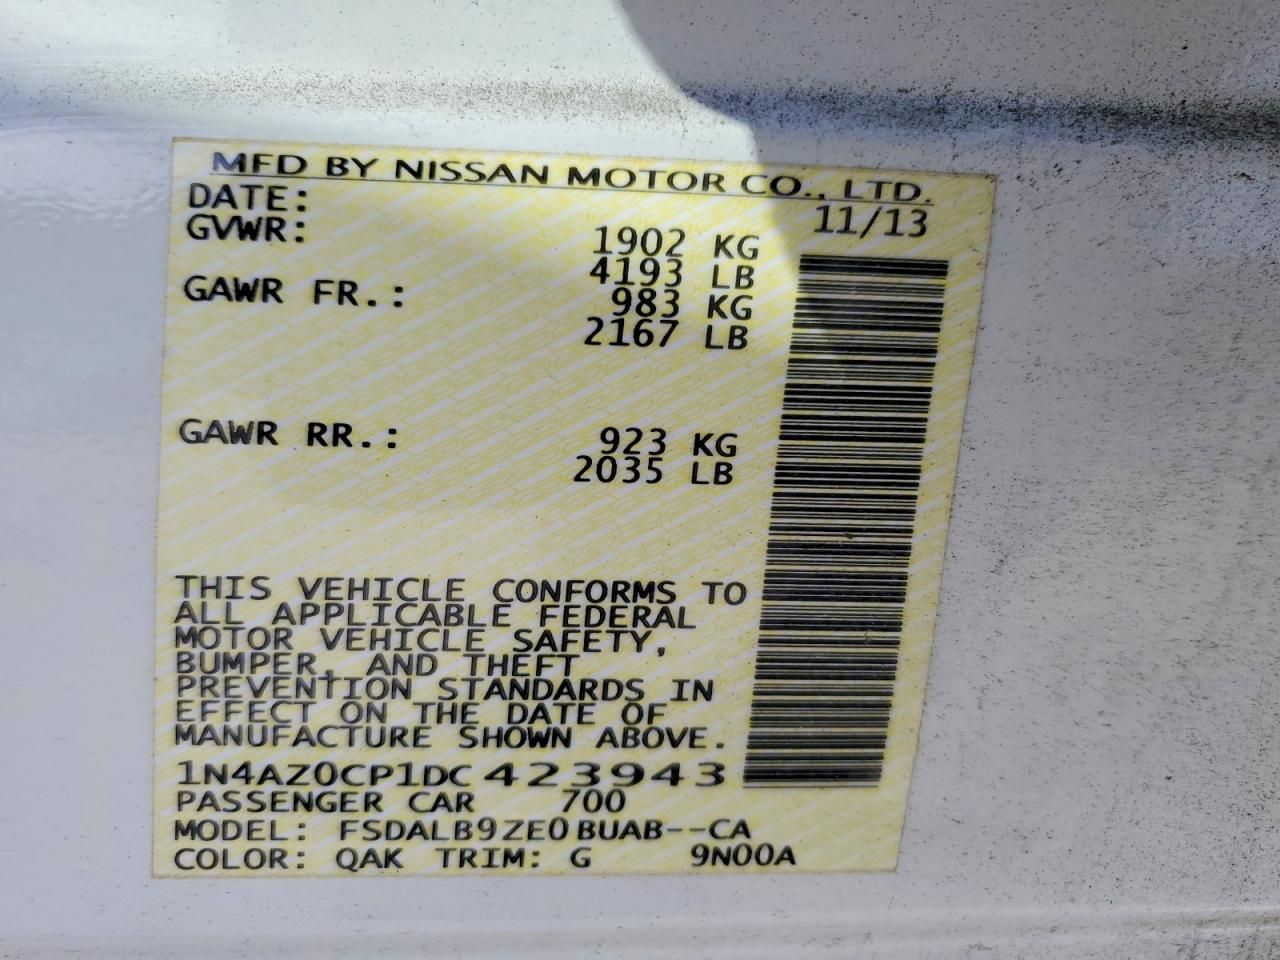 MFD BY NISSAN MOTOR CO., LTD.
DATE: 11/13
GVWR: 1902 KG
4193 LB
GAWR FR.: 983 KG
2167 LB
GAWR RR.: 923 KG
2035 LB
THIS VEHICLE CONFORMS TO
ALL APPLICABLE FEDERAL
MOTOR VEHICLE SAFETY,
BUMPER, AND THEFT
PREVENTION STANDARDS IN
EFFECT ON THE DATE OF
MANUFACTURE SHOWN ABOVE.
1N4AZ0CP1DC423943
PASSENGER CAR 700
MODEL: FSDALB9ZE0BUAB--CA
COLOR: QAK TRIM: G 9N00A